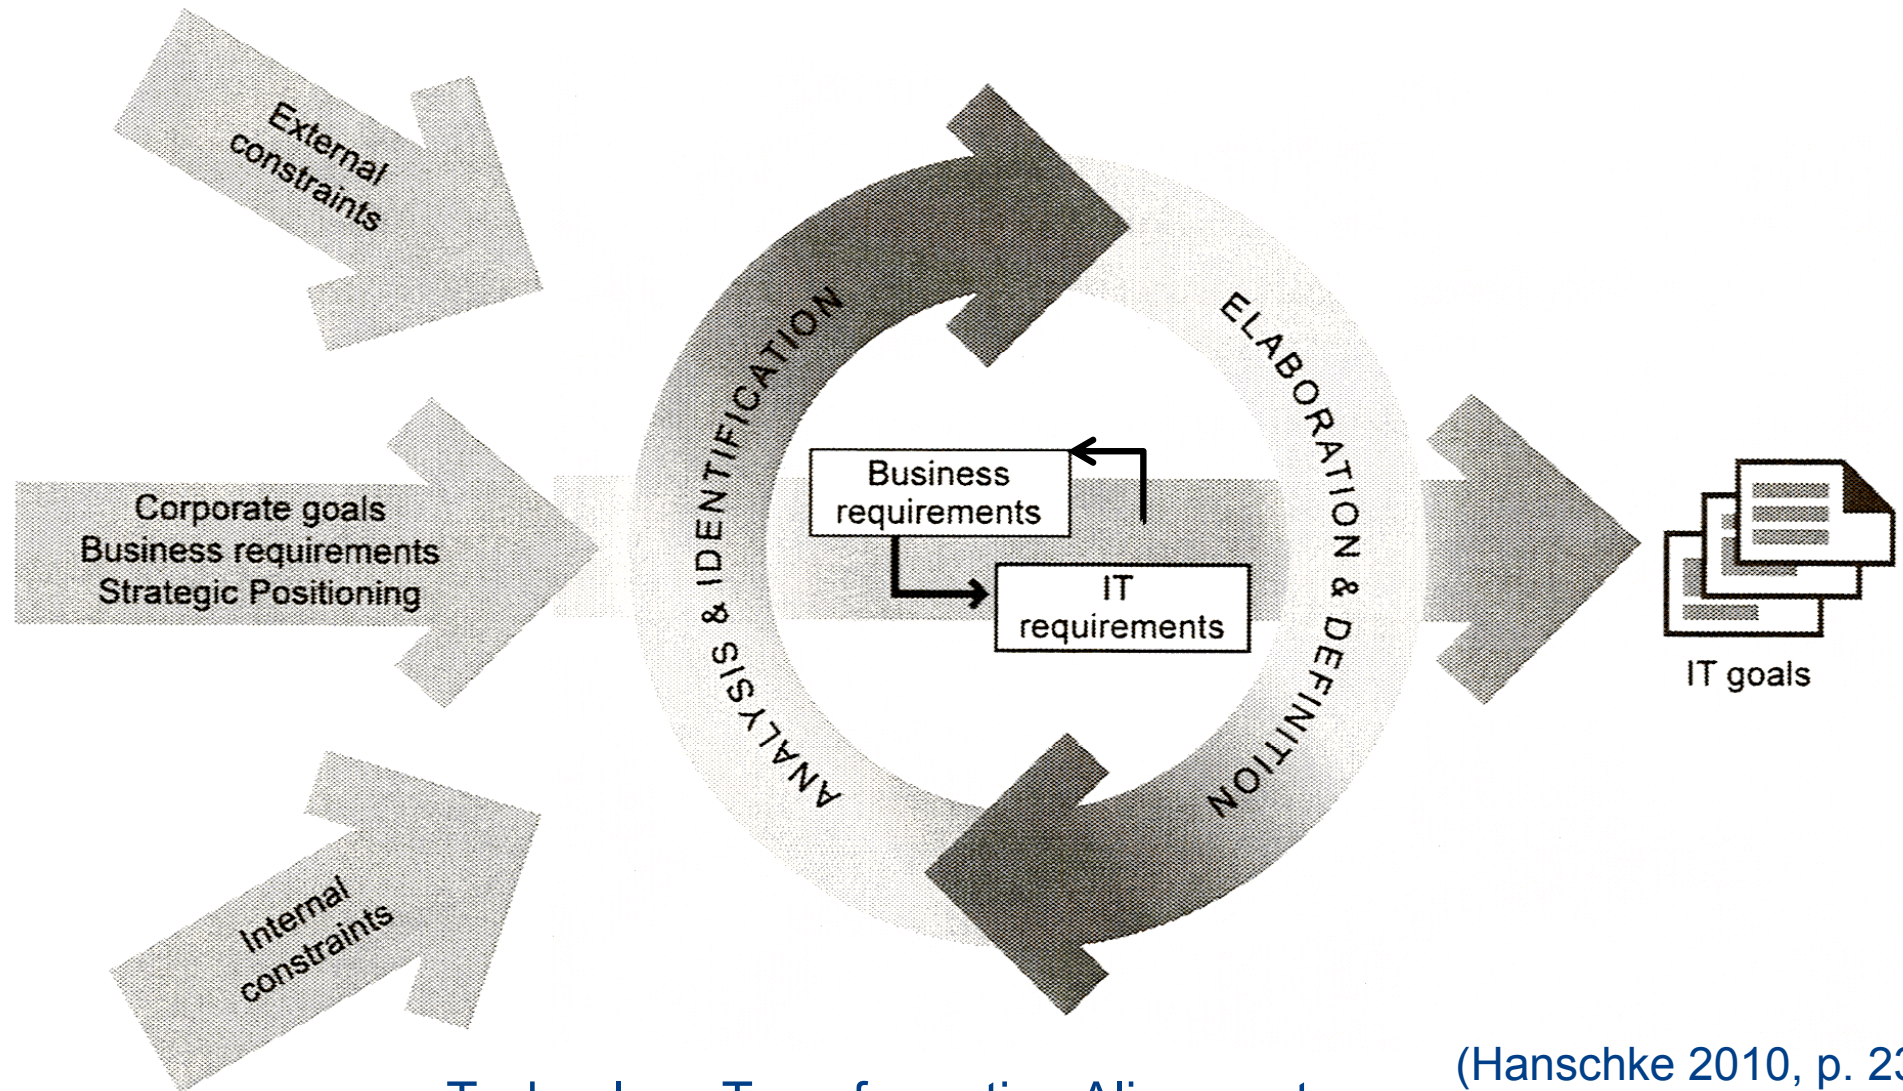 External
constraints
Corporate goals
Business requirements
Strategic Positioning
Internal
constraints
ANALYSIS & IDENTIFICATION
ELABORATION & DEFINITION
Business
requirements
IT
requirements
IT goals
(Hanschke 2010, p. 23